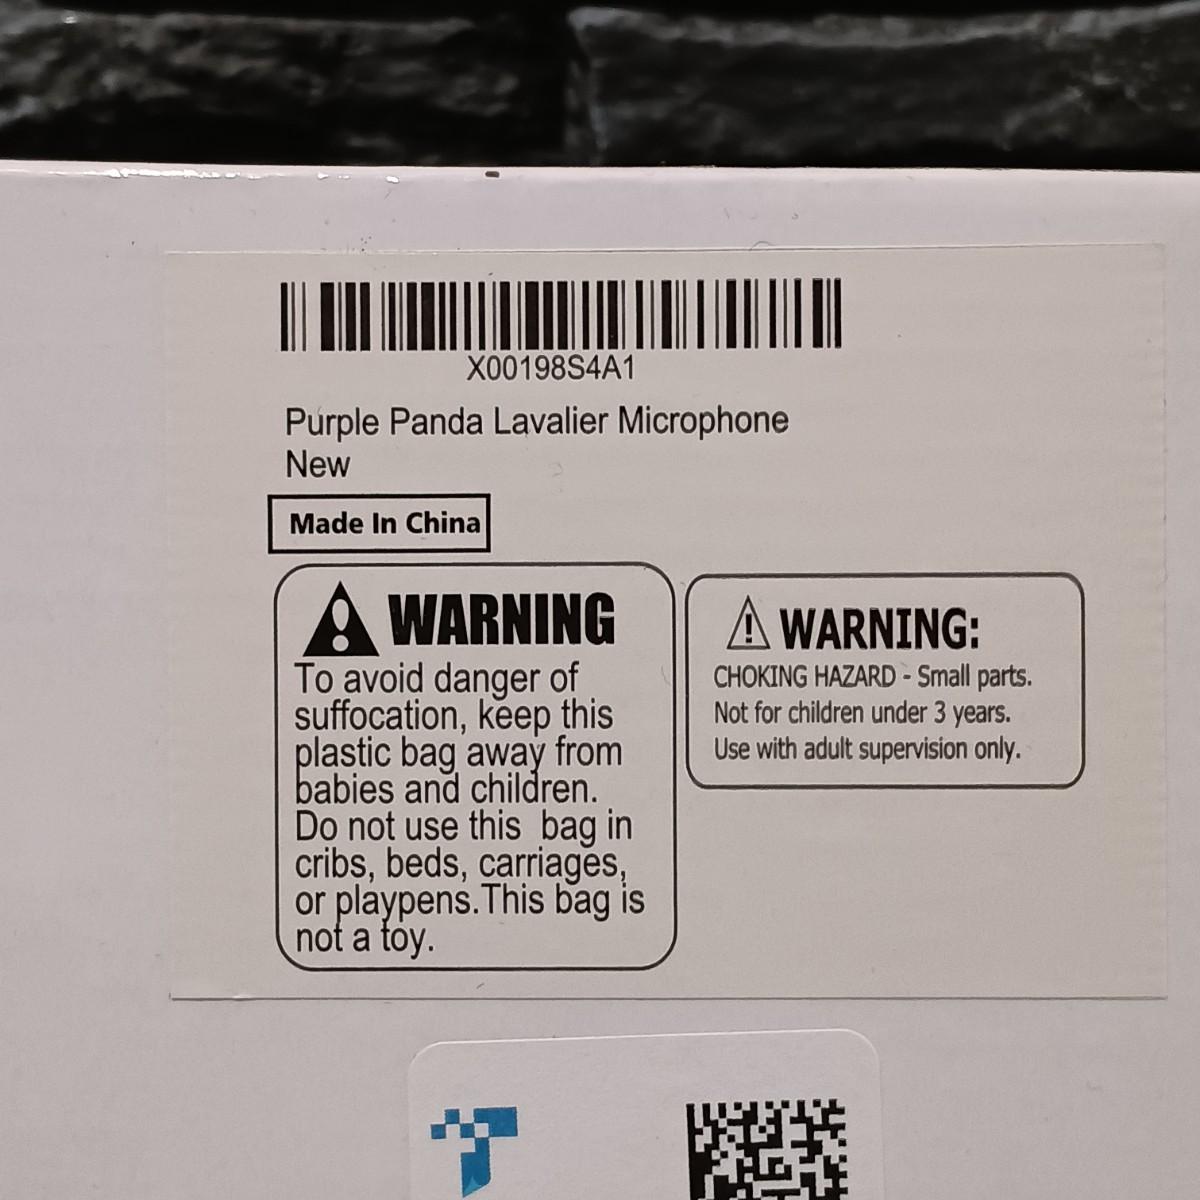 X00198S4A1
Purple Panda Lavalier Microphone
New
Made In China
WARNING
To avoid danger of
suffocation, keep this
plastic bag away from
babies and children.
Do not use this bag in
cribs, beds, carriages,
or playpens.This bag is
not a toy.
WARNING:
CHOKING HAZARD - Small parts.
Not for children under 3 years.
Use with adult supervision only.